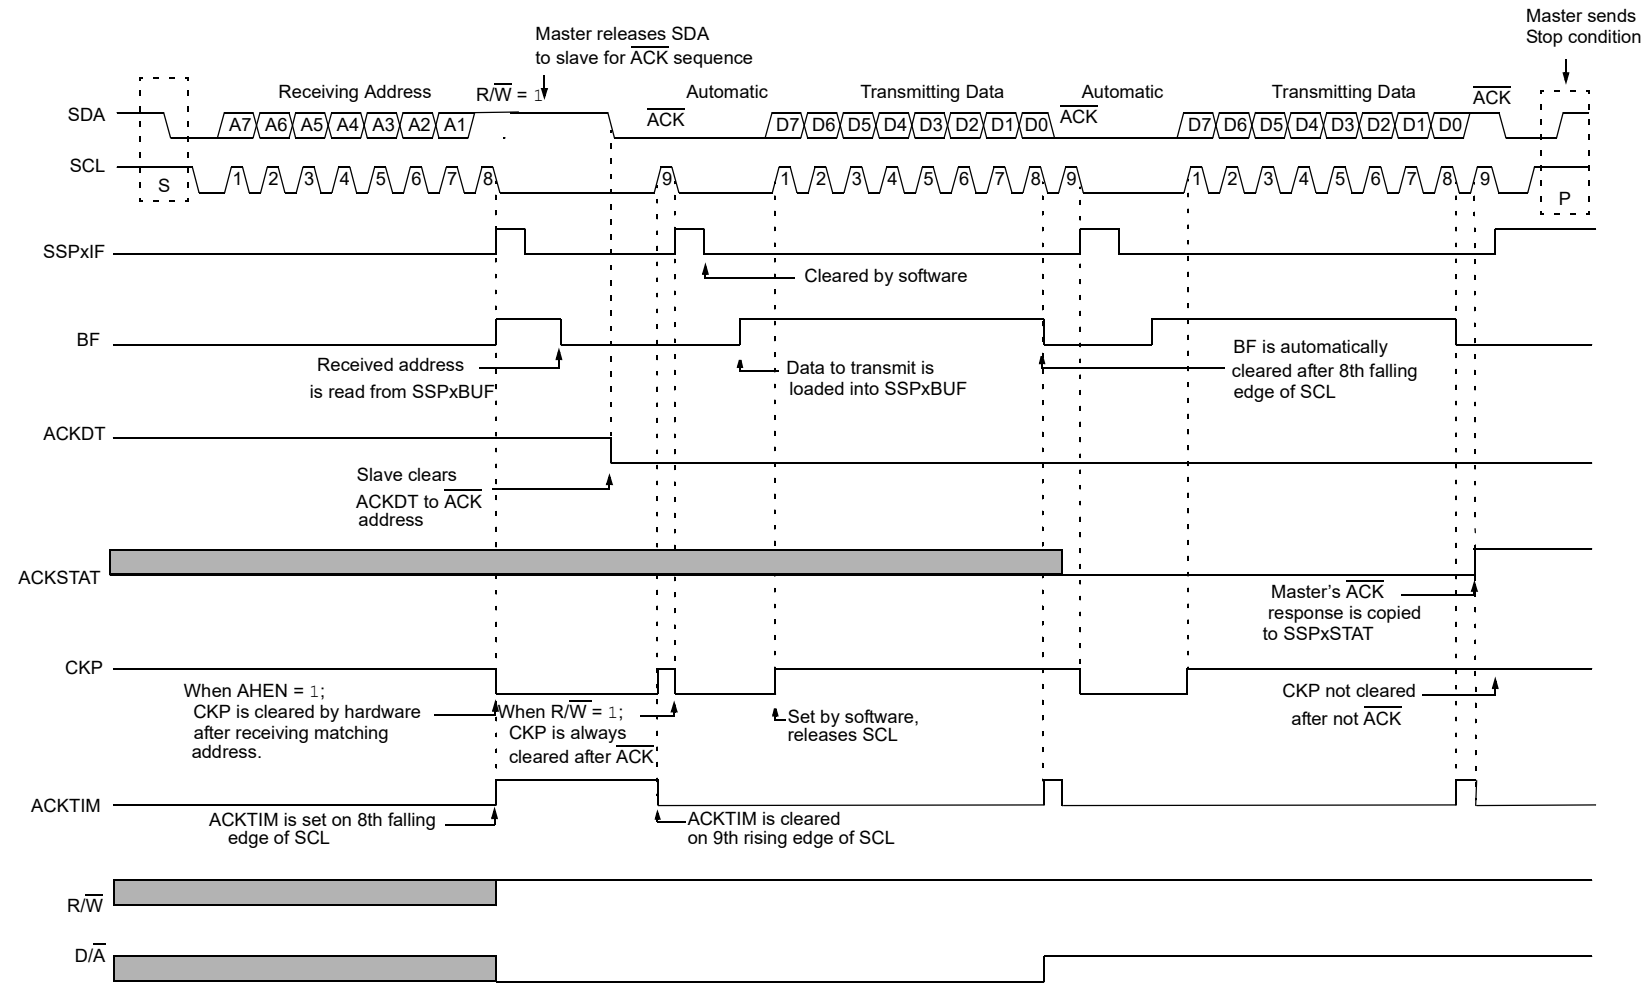 Master sends
Stop condition
Master releases SDA
to slave for A̅C̅K̅ sequence
Receiving Address R/W̅ = 1 Automatic Transmitting Data Automatic Transmitting Data A̅C̅K̅
A̅C̅K̅ A̅C̅K̅
SDA A7 A6 A5 A4 A3 A2 A1 D7 D6 D5 D4 D3 D2 D1 D0 D7 D6 D5 D4 D3 D2 D1 D0
SCL 1 2 3 4 5 6 7 8 9 1 2 3 4 5 6 7 8 9 1 2 3 4 5 6 7 8 9
S P
SSPxIF
Cleared by software
BF
Received address
is read from SSPxBUF
Data to transmit is
loaded into SSPxBUF
BF is automatically
cleared after 8th falling
edge of SCL
ACKDT
Slave clears
ACKDT to A̅C̅K̅
address
ACKSTAT
Master’s A̅C̅K̅
response is copied
to SSPxSTAT
CKP
When AHEN = 1;
CKP is cleared by hardware
after receiving matching
address.
When R/W̅ = 1;
CKP is always
cleared after A̅C̅K̅
Set by software,
releases SCL
CKP not cleared
after not A̅C̅K̅
ACKTIM
ACKTIM is set on 8th falling
edge of SCL
ACKTIM is cleared
on 9th rising edge of SCL
R/W̅
D/A̅